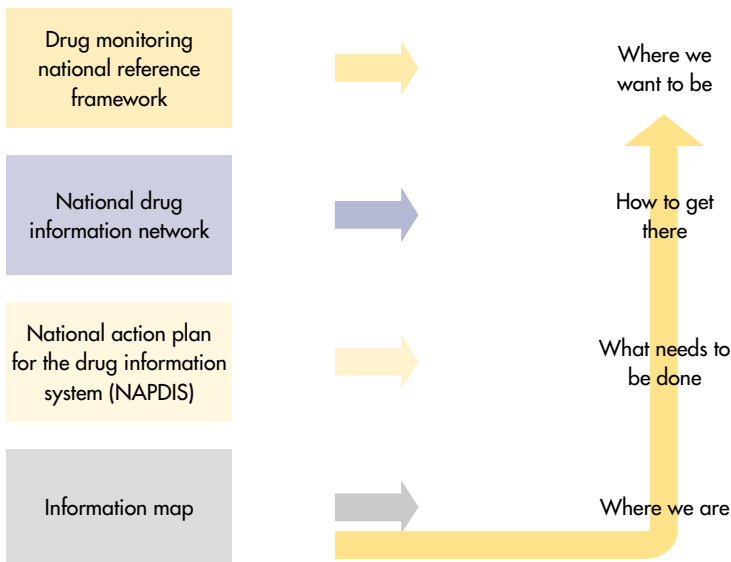 Drug monitoring
national reference
framework
Where we
want to be
National drug
information network
How to get
there
National action plan
for the drug information
system (NAPDIS)
What needs to
be done
Information map
Where we are